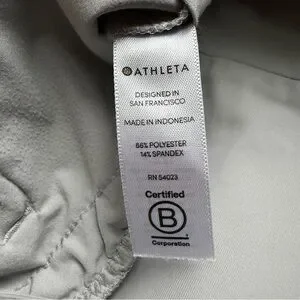 ATHLETA
DESIGNED IN
SAN FRANCISCO
MADE IN INDONESIA
86% POLYESTER
14% SPANDEX
RN 54023
Certified
B
Corporation